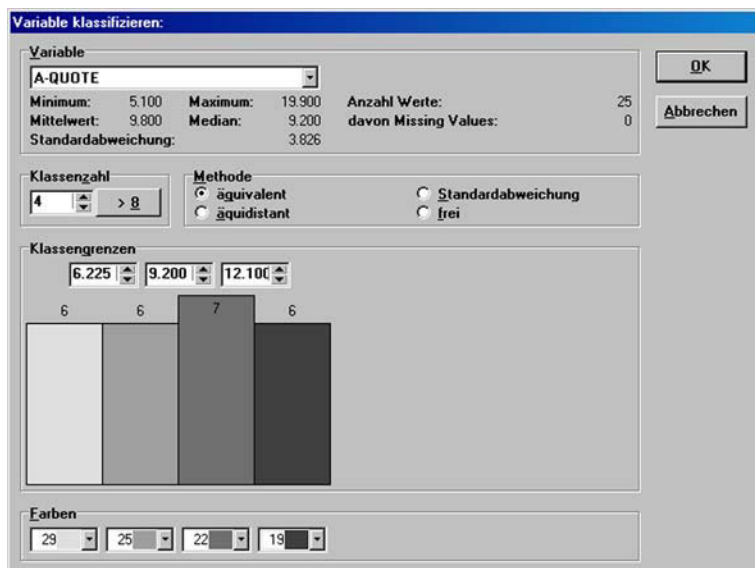 Variable klassifizieren:
Variable
A-QUOTE
OK
Minimum: 5.100 Maximum: 19.900 Anzahl Werte: 25
Abbrechen
Mittelwert: 9.800 Median: 9.200 davon Missing Values: 0
Standardabweichung: 3.826
Klassenzahl
4 > 8
Methode
äquivalent
Standardabweichung
äquidistant
frei
Klassengrenzen
6.225 9.200 12.100
6 6 7 6
Farben
29 25 22 19